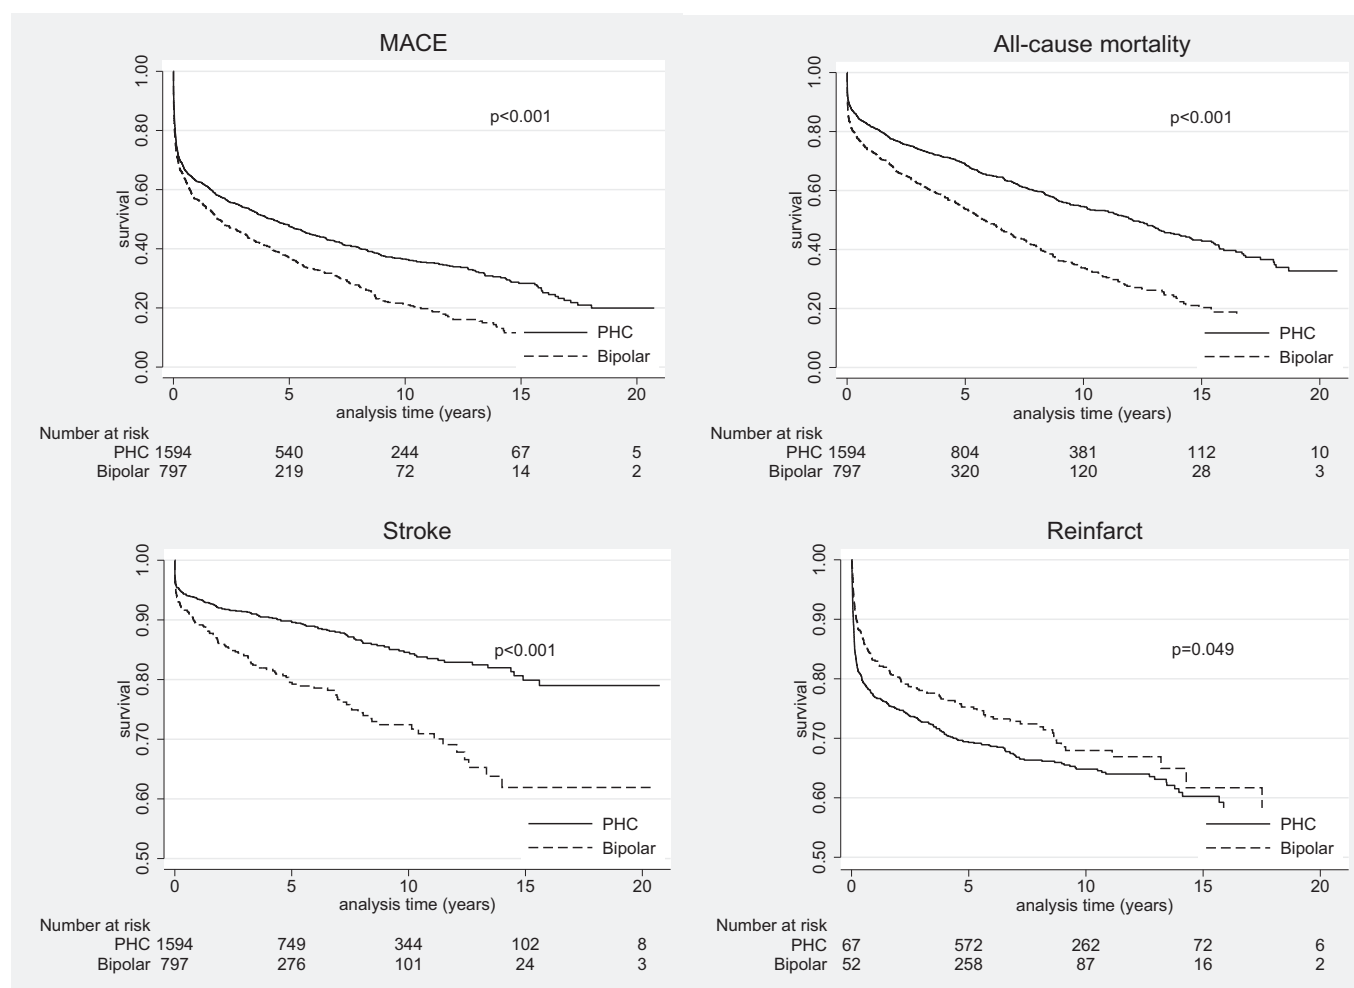 MACE
survival
1.00
0.80
0.60
0.40
0.20
0.00
p<0.001
PHC
Bipolar
0 5 10 15 20
analysis time (years)
Number at risk
PHC 1594 540 244 67 5
Bipolar 797 219 72 14 2
All-cause mortality
survival
1.00
0.80
0.60
0.40
0.20
0.00
p<0.001
PHC
Bipolar
0 5 10 15 20
analysis time (years)
Number at risk
PHC 1594 804 381 112 10
Bipolar 797 320 120 28 3
Stroke
survival
1.00
0.90
0.80
0.70
0.60
0.50
p<0.001
PHC
Bipolar
0 5 10 15 20
analysis time (years)
Number at risk
PHC 1594 749 344 102 8
Bipolar 797 276 101 24 3
Reinfarct
survival
1.00
0.90
0.80
0.70
0.60
0.50
p=0.049
PHC
Bipolar
0 5 10 15 20
analysis time (years)
Number at risk
PHC 67 572 262 72 6
Bipolar 52 258 87 16 2